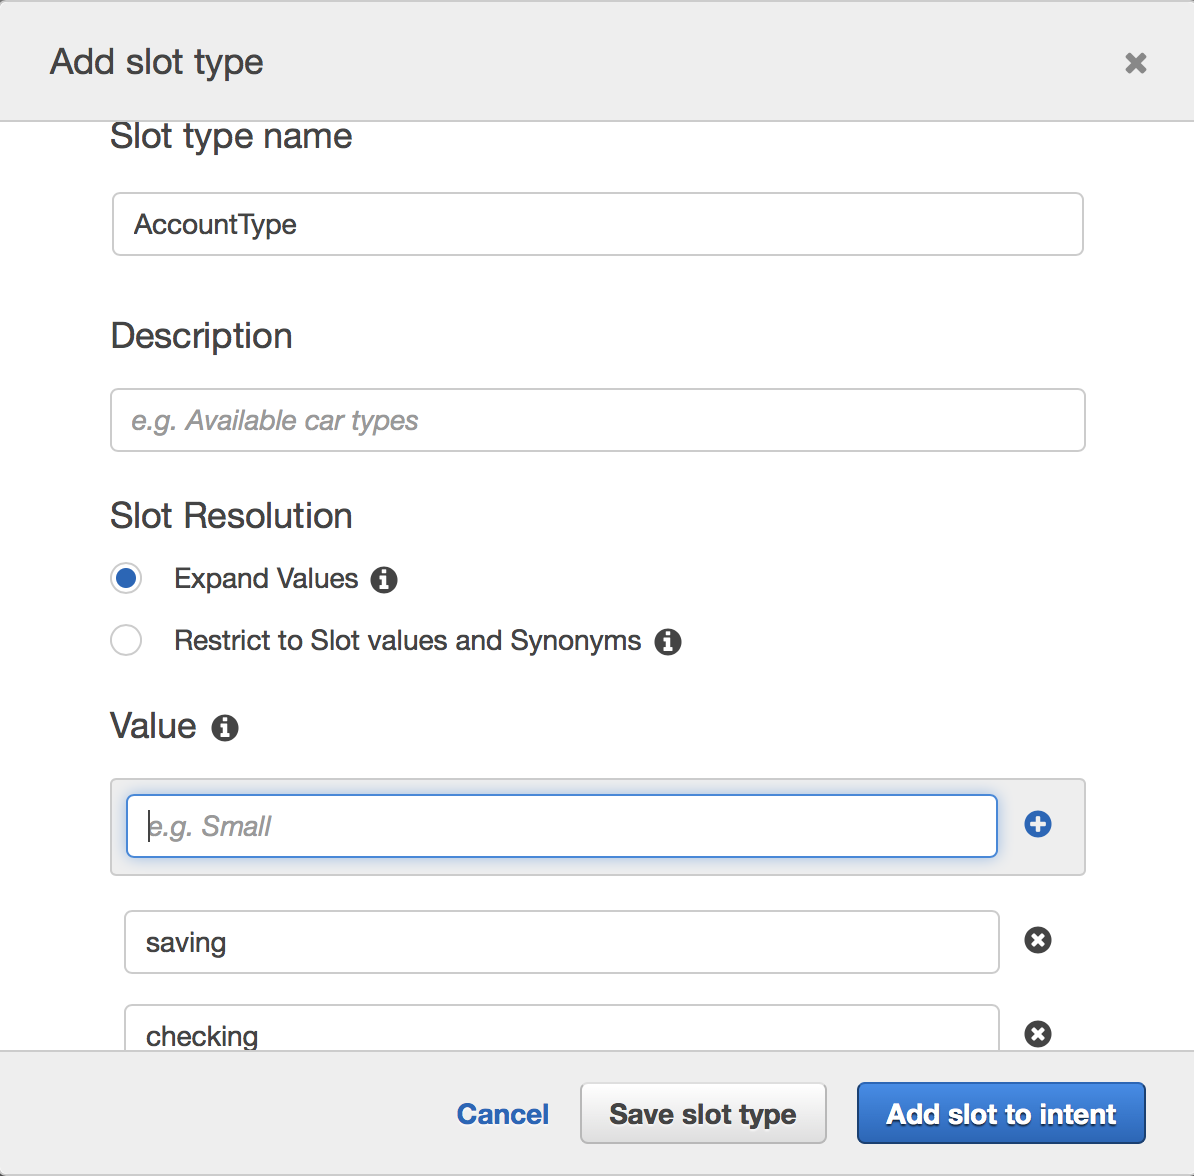 Add slot type
Slot type name
AccountType
Description
e.g. Available car types
Slot Resolution
Expand Values
Restrict to Slot values and Synonyms
Value
e.g. Small
saving
checking
Cancel Save slot type Add slot to intent